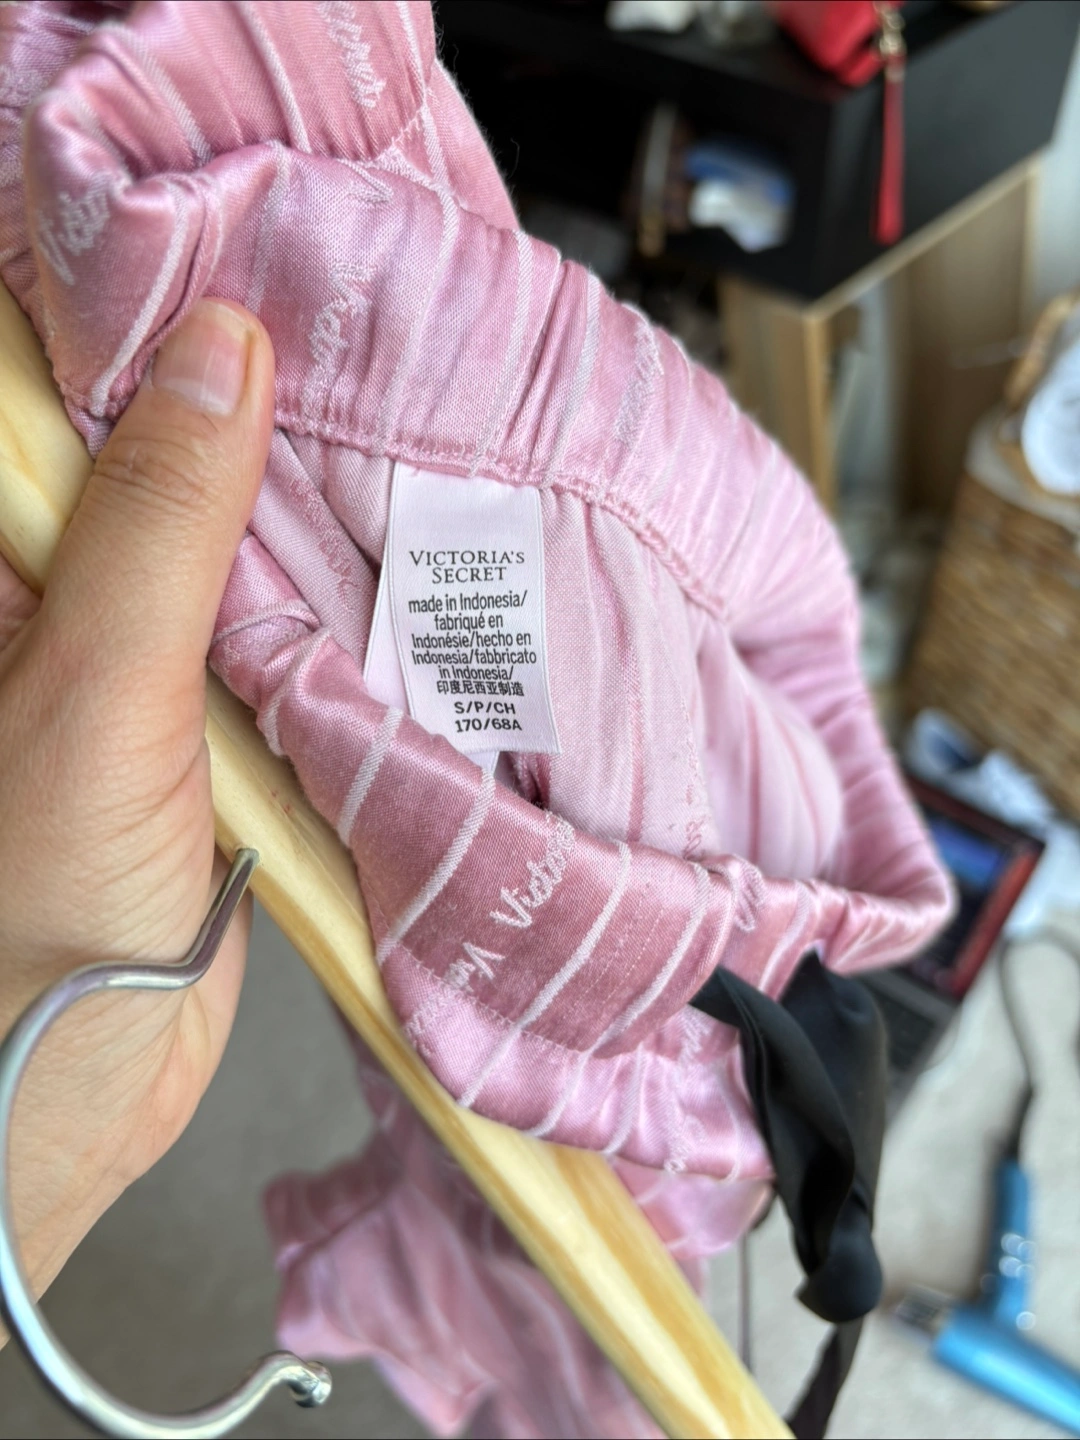 VICTORIA'S
SECRET
made in Indonesia/
fabriqué en
Indonésie/hecho en
Indonesia/fabbricato
in Indonesia/
印度尼西亚制造
S/P/CH
170/68A
Victoria